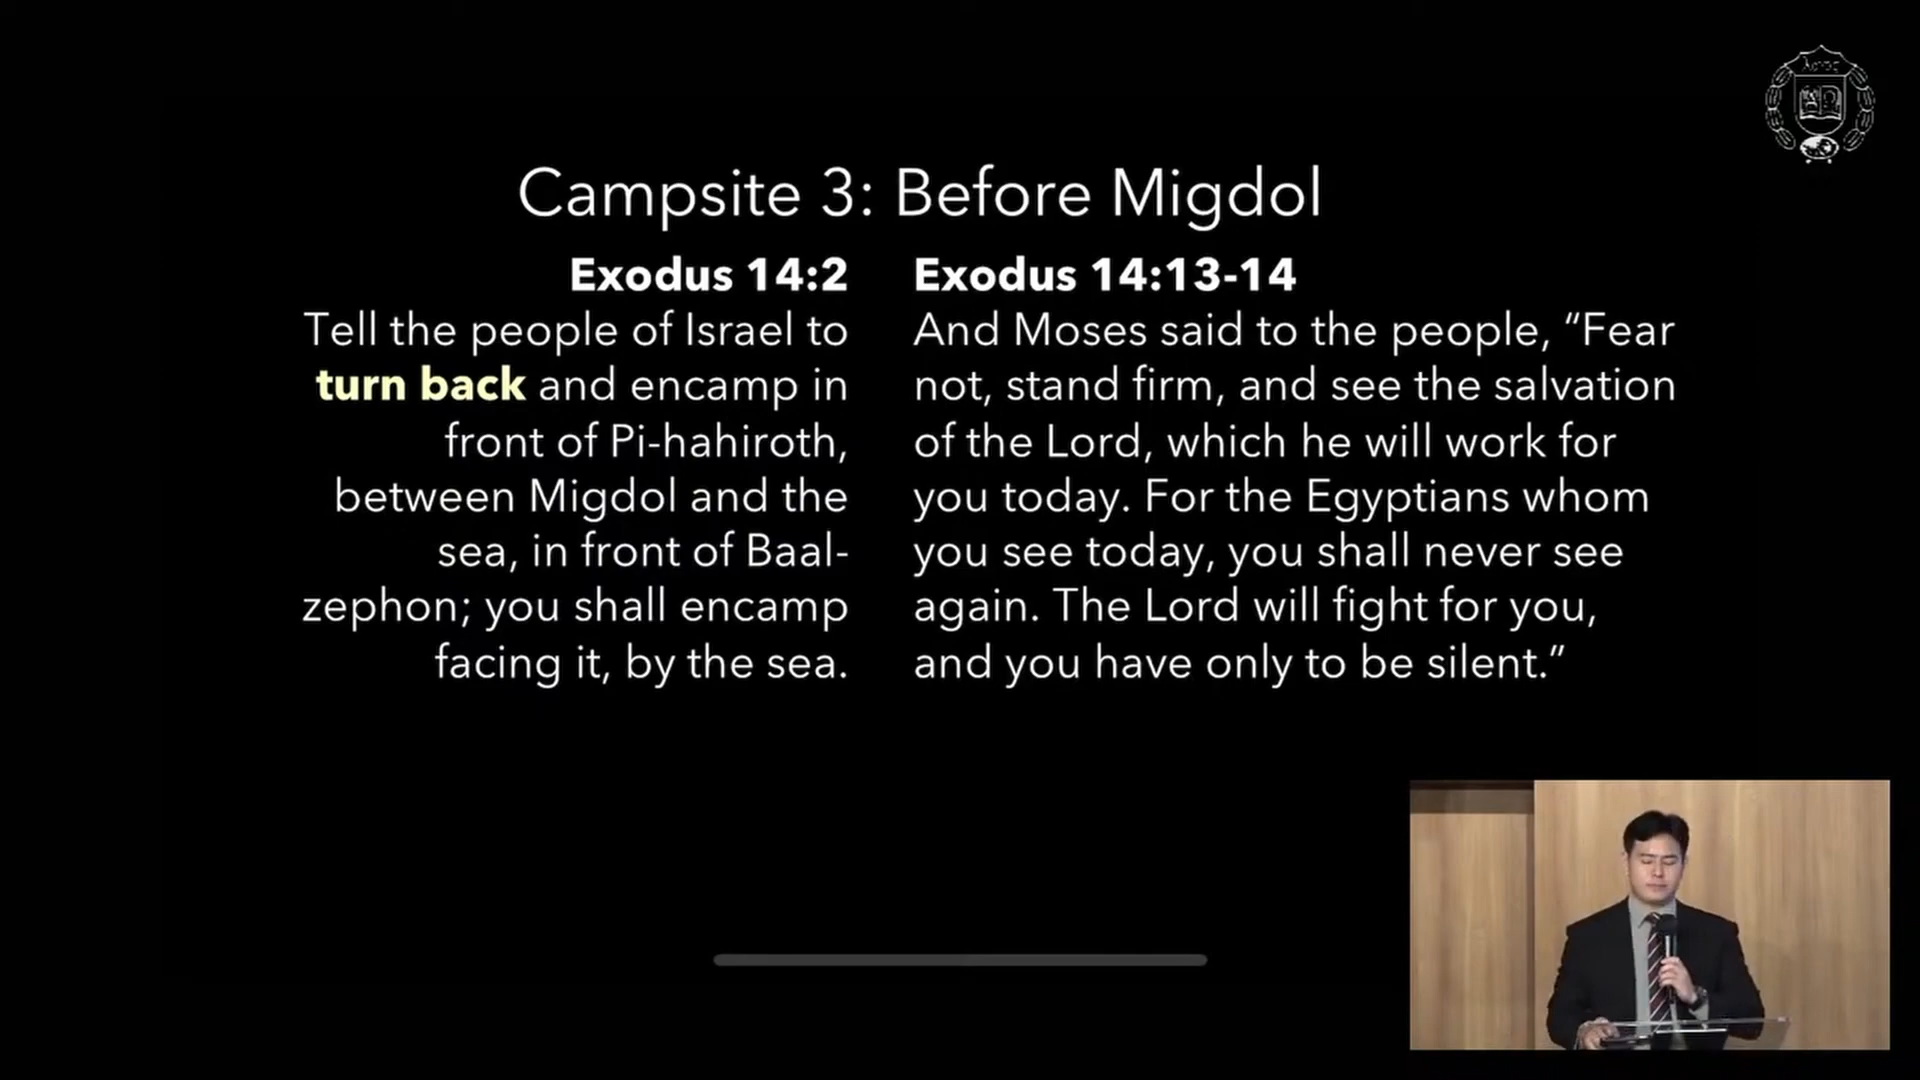 Campsite 3: Before Migdol
Exodus 14:2
Tell the people of Israel to
turn back and encamp in
front of Pi-hahiroth,
between Migdol and the
sea, in front of Baal-
zephon; you shall encamp
facing it, by the sea.
Exodus 14:13-14
And Moses said to the people, “Fear
not, stand firm, and see the salvation
of the Lord, which he will work for
you today. For the Egyptians whom
you see today, you shall never see
again. The Lord will fight for you,
and you have only to be silent.”